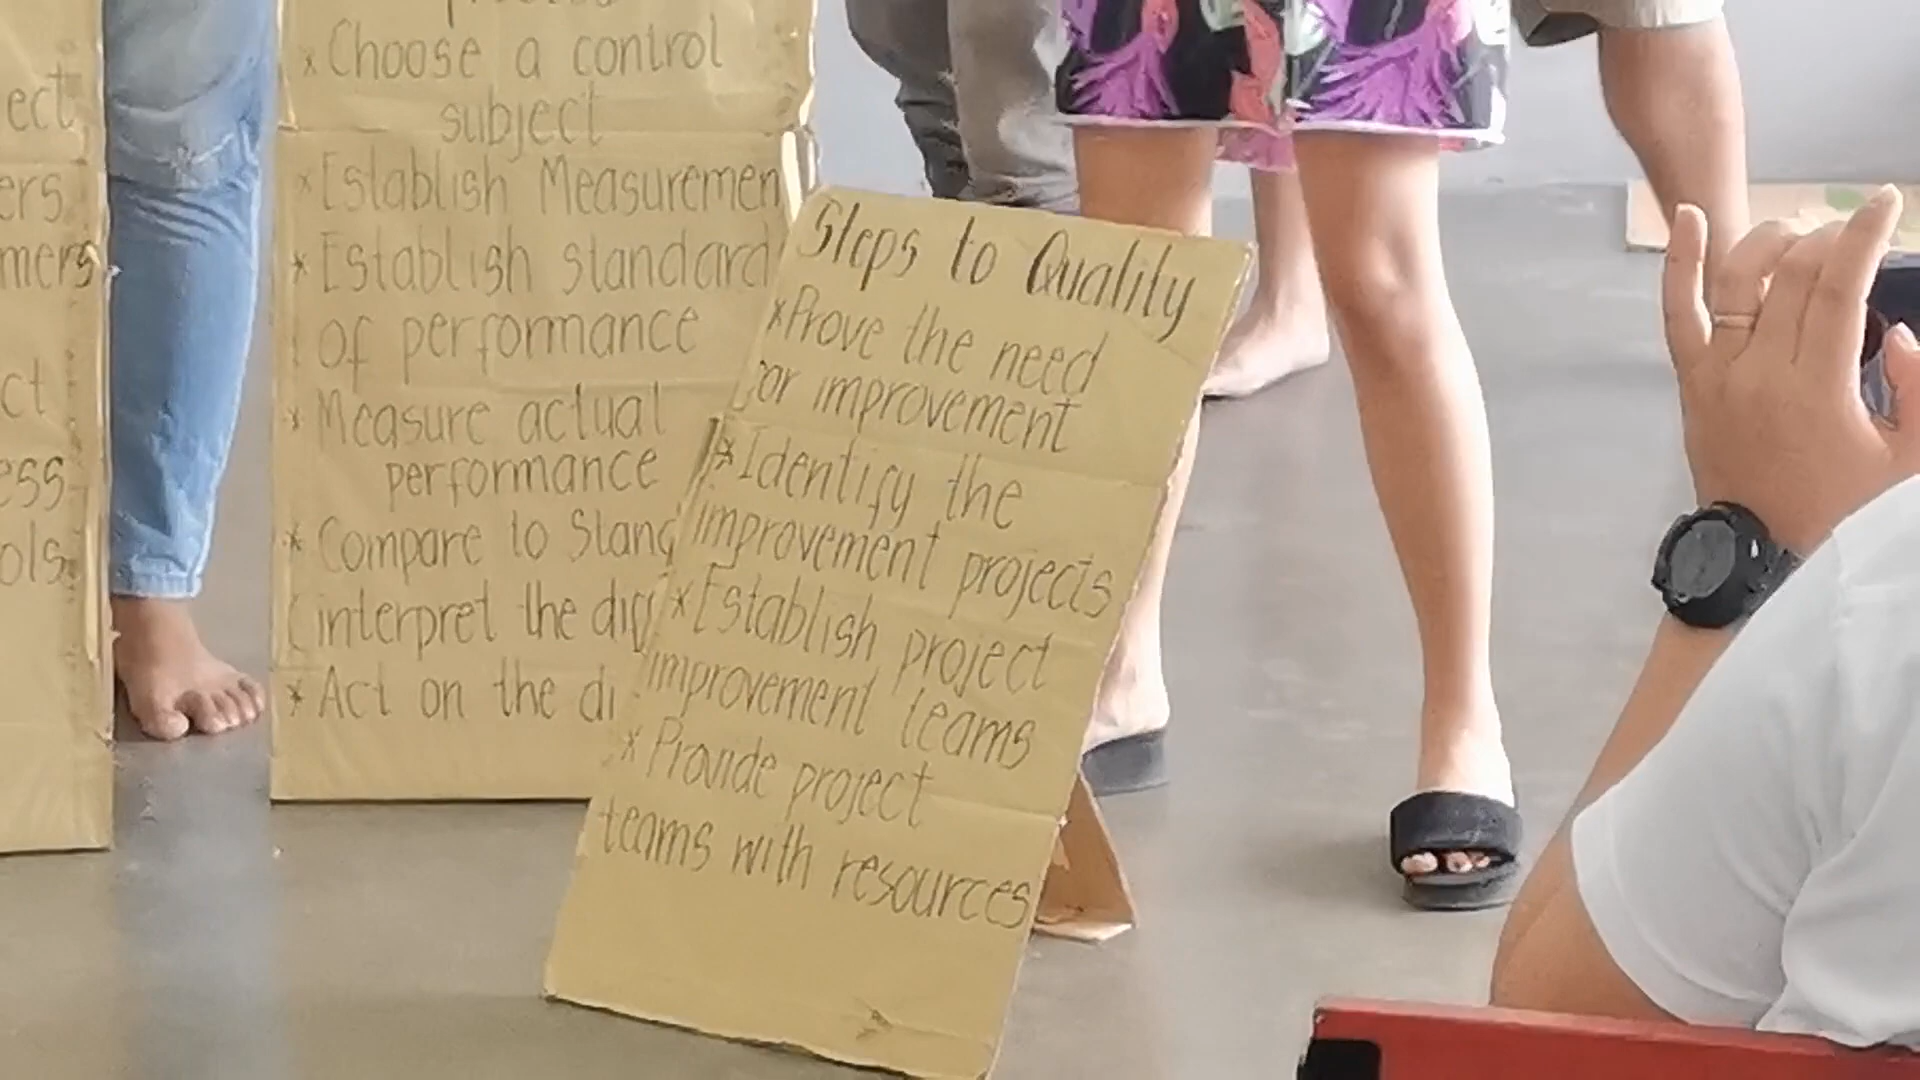 ect
ers
mers
ct
ess
ols
* Choose a control
subject
* Establish Measuremen
* Establish standard
of performance
* Measure actual
performance
* Compare to Stand
(interpret the diff
* Act on the di
Steps to Quality
* Prove the need
for improvement
* Identify the
improvement projects
* Establish project
improvement teams
* Provide project
teams with resources